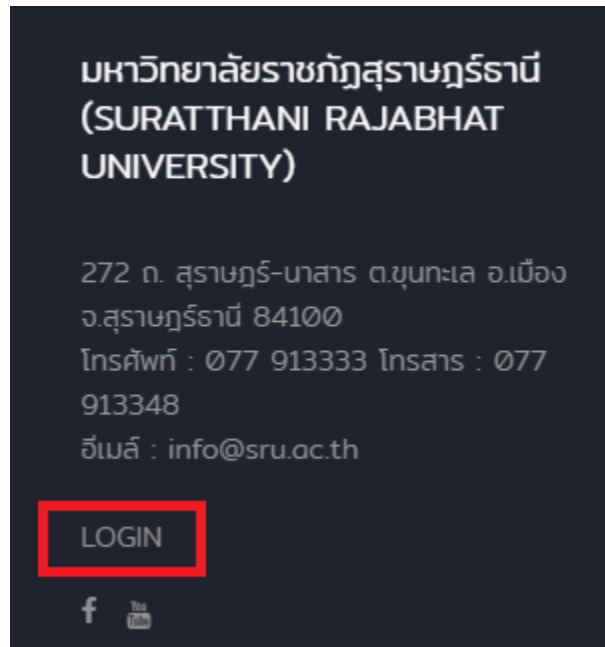 มหาวิทยาลัยราชภัฏสุราษฎร์ธานี
(SURATTHANI RAJABHAT
UNIVERSITY)
272 ถ. สุราษฎร์-นาสาร ต.ขุนทะเล อ.เมือง
จ.สุราษฎร์ธานี 84100
โทรศัพท์ : 077 913333 โทรสาร : 077
913348
อีเมล์ : info@sru.ac.th
LOGIN
f You Tube